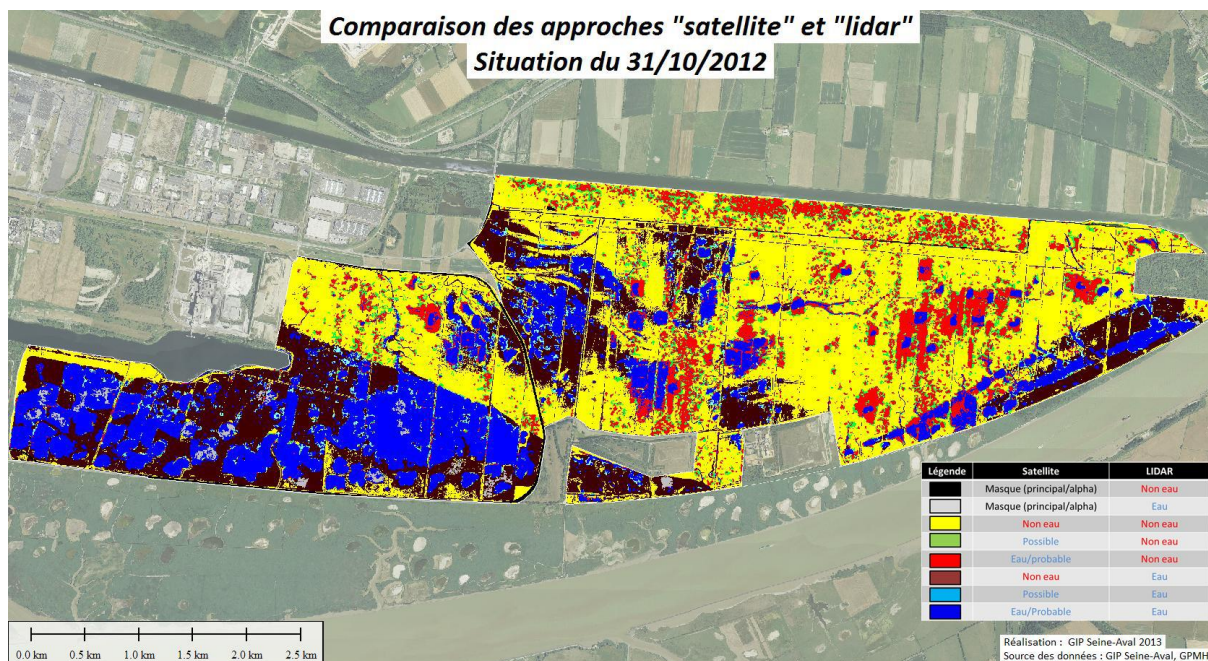 Comparaison des approches "satellite" et "lidar"
Situation du 31/10/2012
Légende Satellite LIDAR
Masque (principal/alpha) Non eau
Masque (principal/alpha) Eau
Non eau Non eau
Possible Non eau
Eau/probable Non eau
Non eau Eau
Possible Eau
Eau/Probable Eau
0.0 km 0.5 km 1.0 km 1.5 km 2.0 km 2.5 km
Réalisation : GIP Seine-Aval 2013
Source des données : GIP Seine-Aval, GPMH